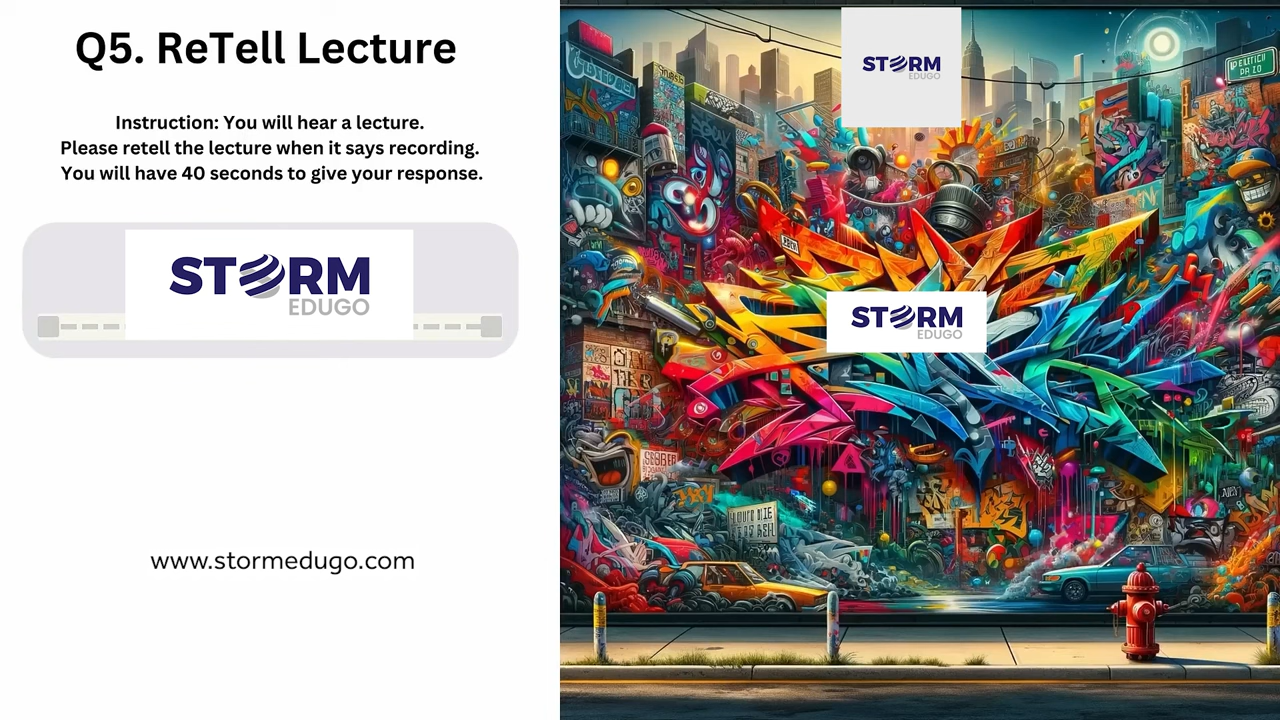 Q5. ReTell Lecture
Instruction: You will hear a lecture.
Please retell the lecture when it says recording.
You will have 40 seconds to give your response.
STORM
EDUGO
www.stormedugo.com
STORM
EDUGO
STORM
EDUGO